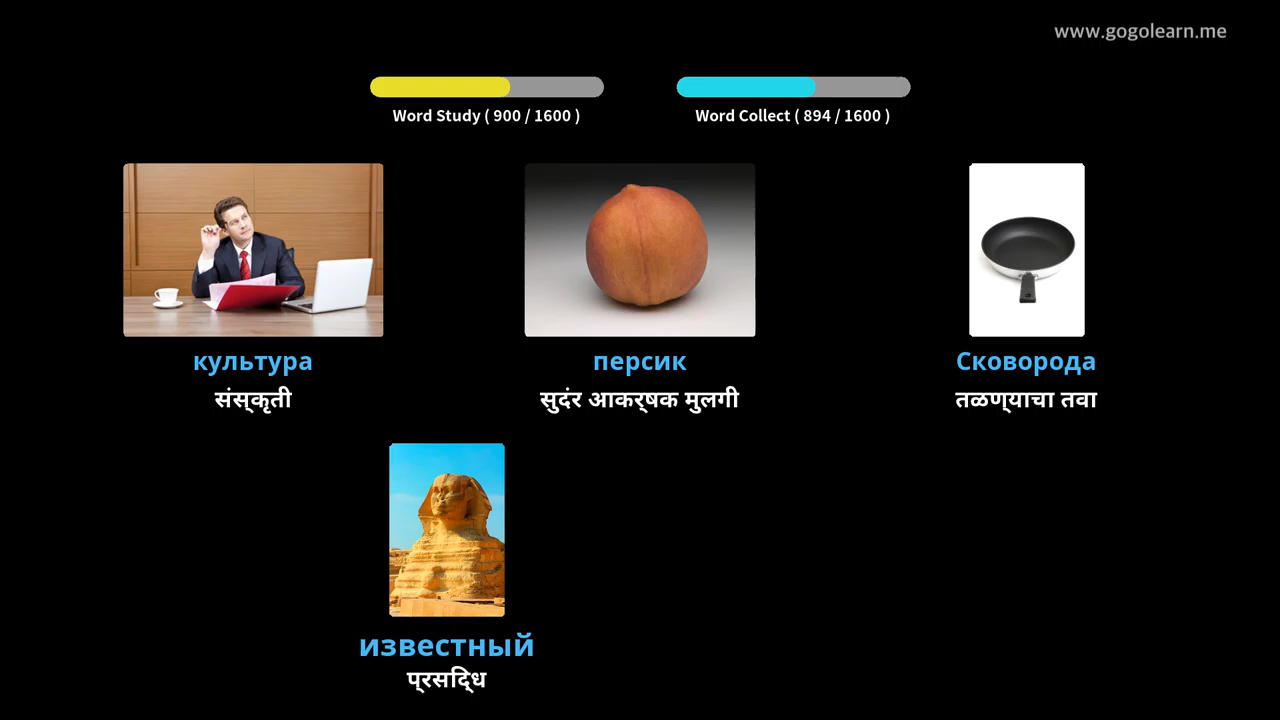 www.gogolearn.me
Word Study ( 900 / 1600 )
Word Collect ( 894 / 1600 )
культура
персик
Сковорода
संस्कृती
सुदंर आकर्षक मुलगी
तळण्याचा तवा
известный
प्रसिद्धि